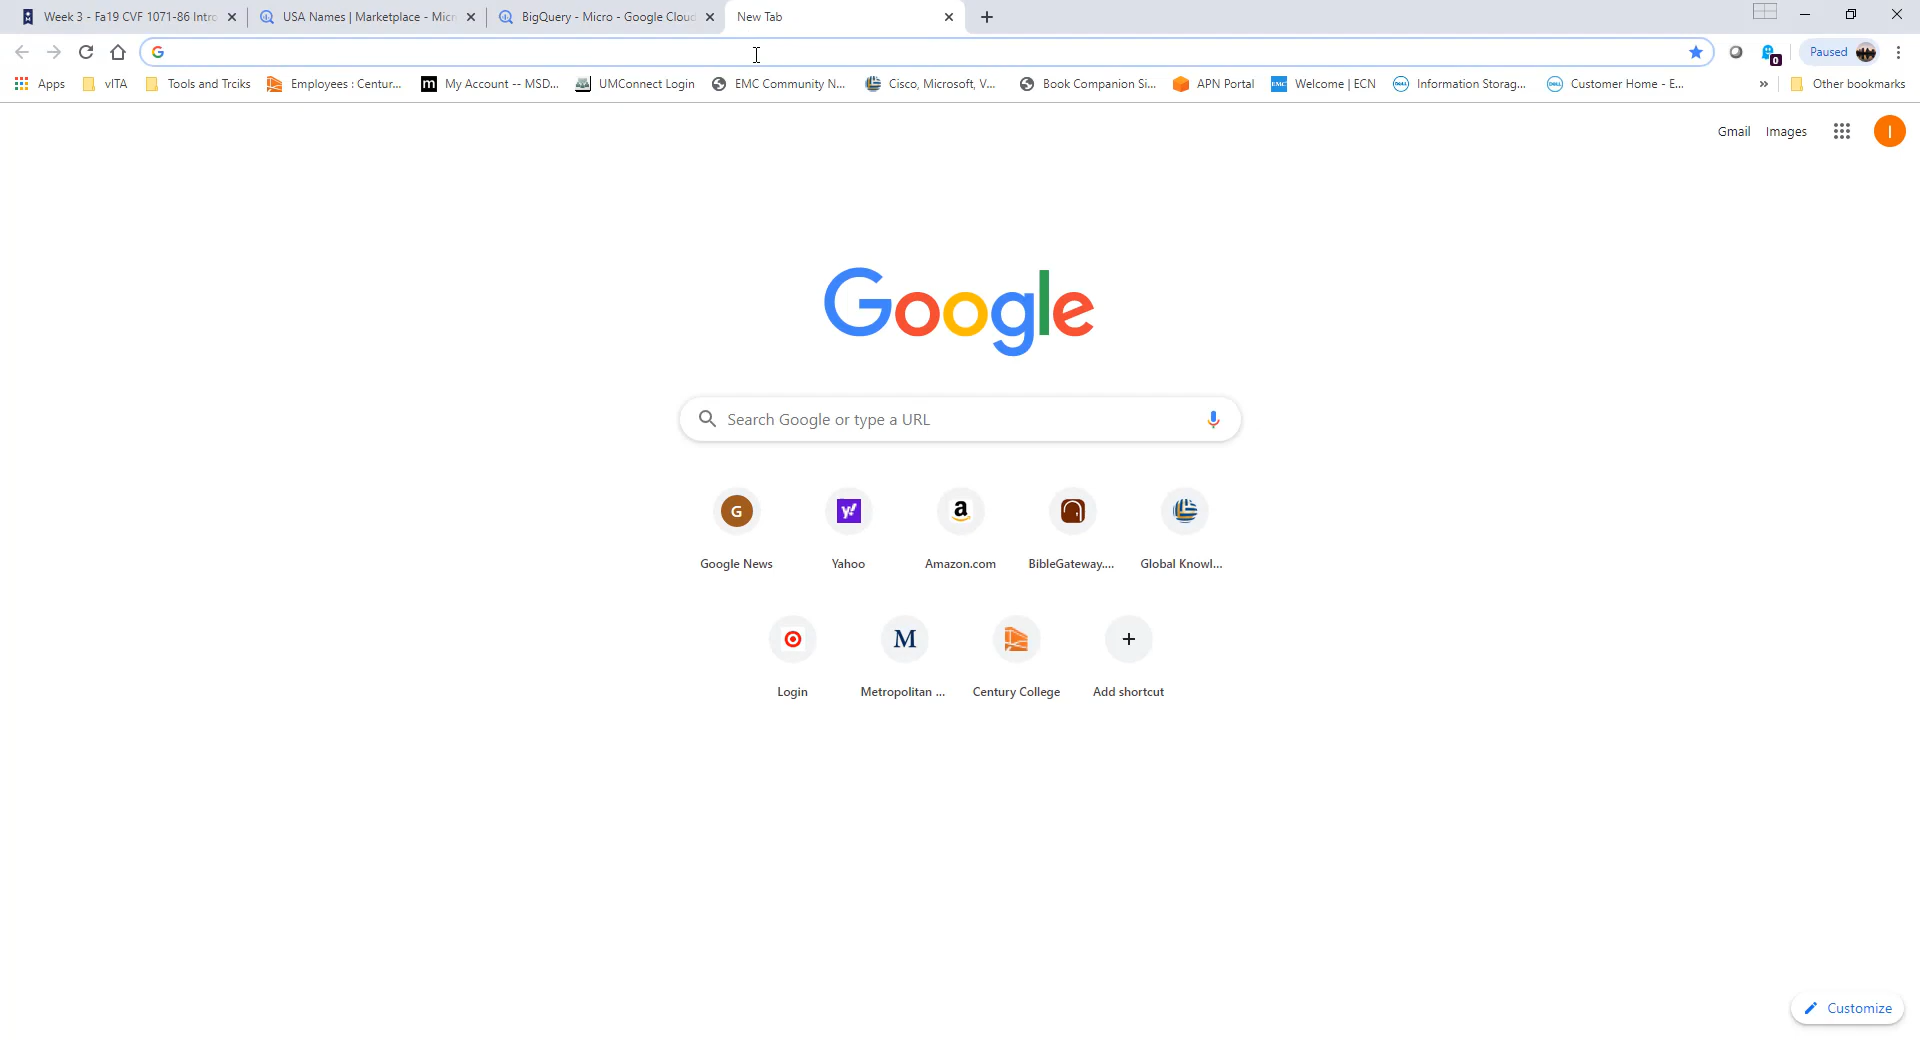 Week 3 - Fa19 CVF 1071-86 Intro
USA Names | Marketplace - Micr
BigQuery - Micro - Google Cloud
New Tab
Paused
0
Apps
vITA
Tools and Trciks
Employees : Centur...
My Account -- MSD...
UMConnect Login
EMC Community N...
Cisco, Microsoft, V...
Book Companion Si...
APN Portal
Welcome | ECN
Information Storag...
Customer Home - E...
»
Other bookmarks
Gmail
Images
I
Google
Search Google or type a URL
G
Google News
Yahoo
Amazon.com
BibleGateway....
Global Knowl...
Login
M
Metropolitan ...
Century College
Add shortcut
Customize